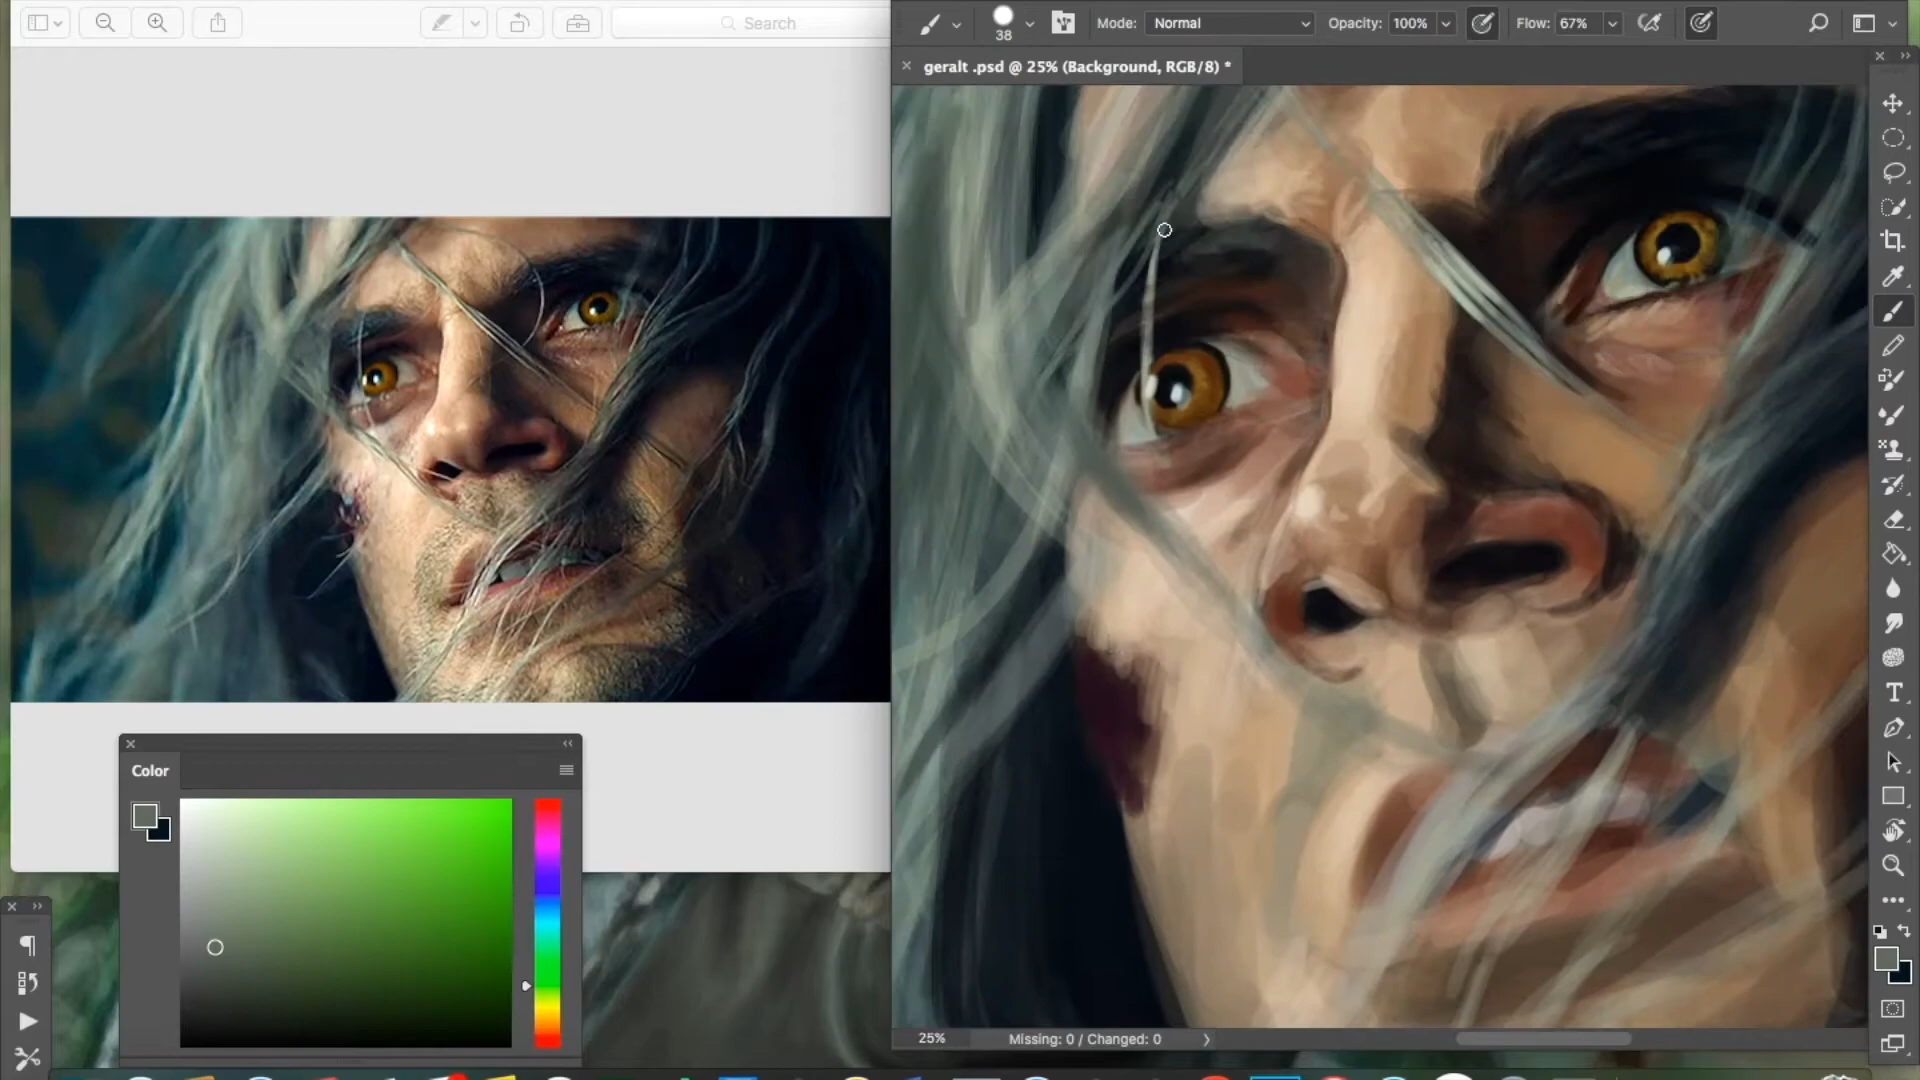 Search
38
Mode: Normal
Opacity: 100%
Flow: 67%
geralt .psd @ 25% (Background, RGB/8) *
Color
25%
Missing: 0 / Changed: 0